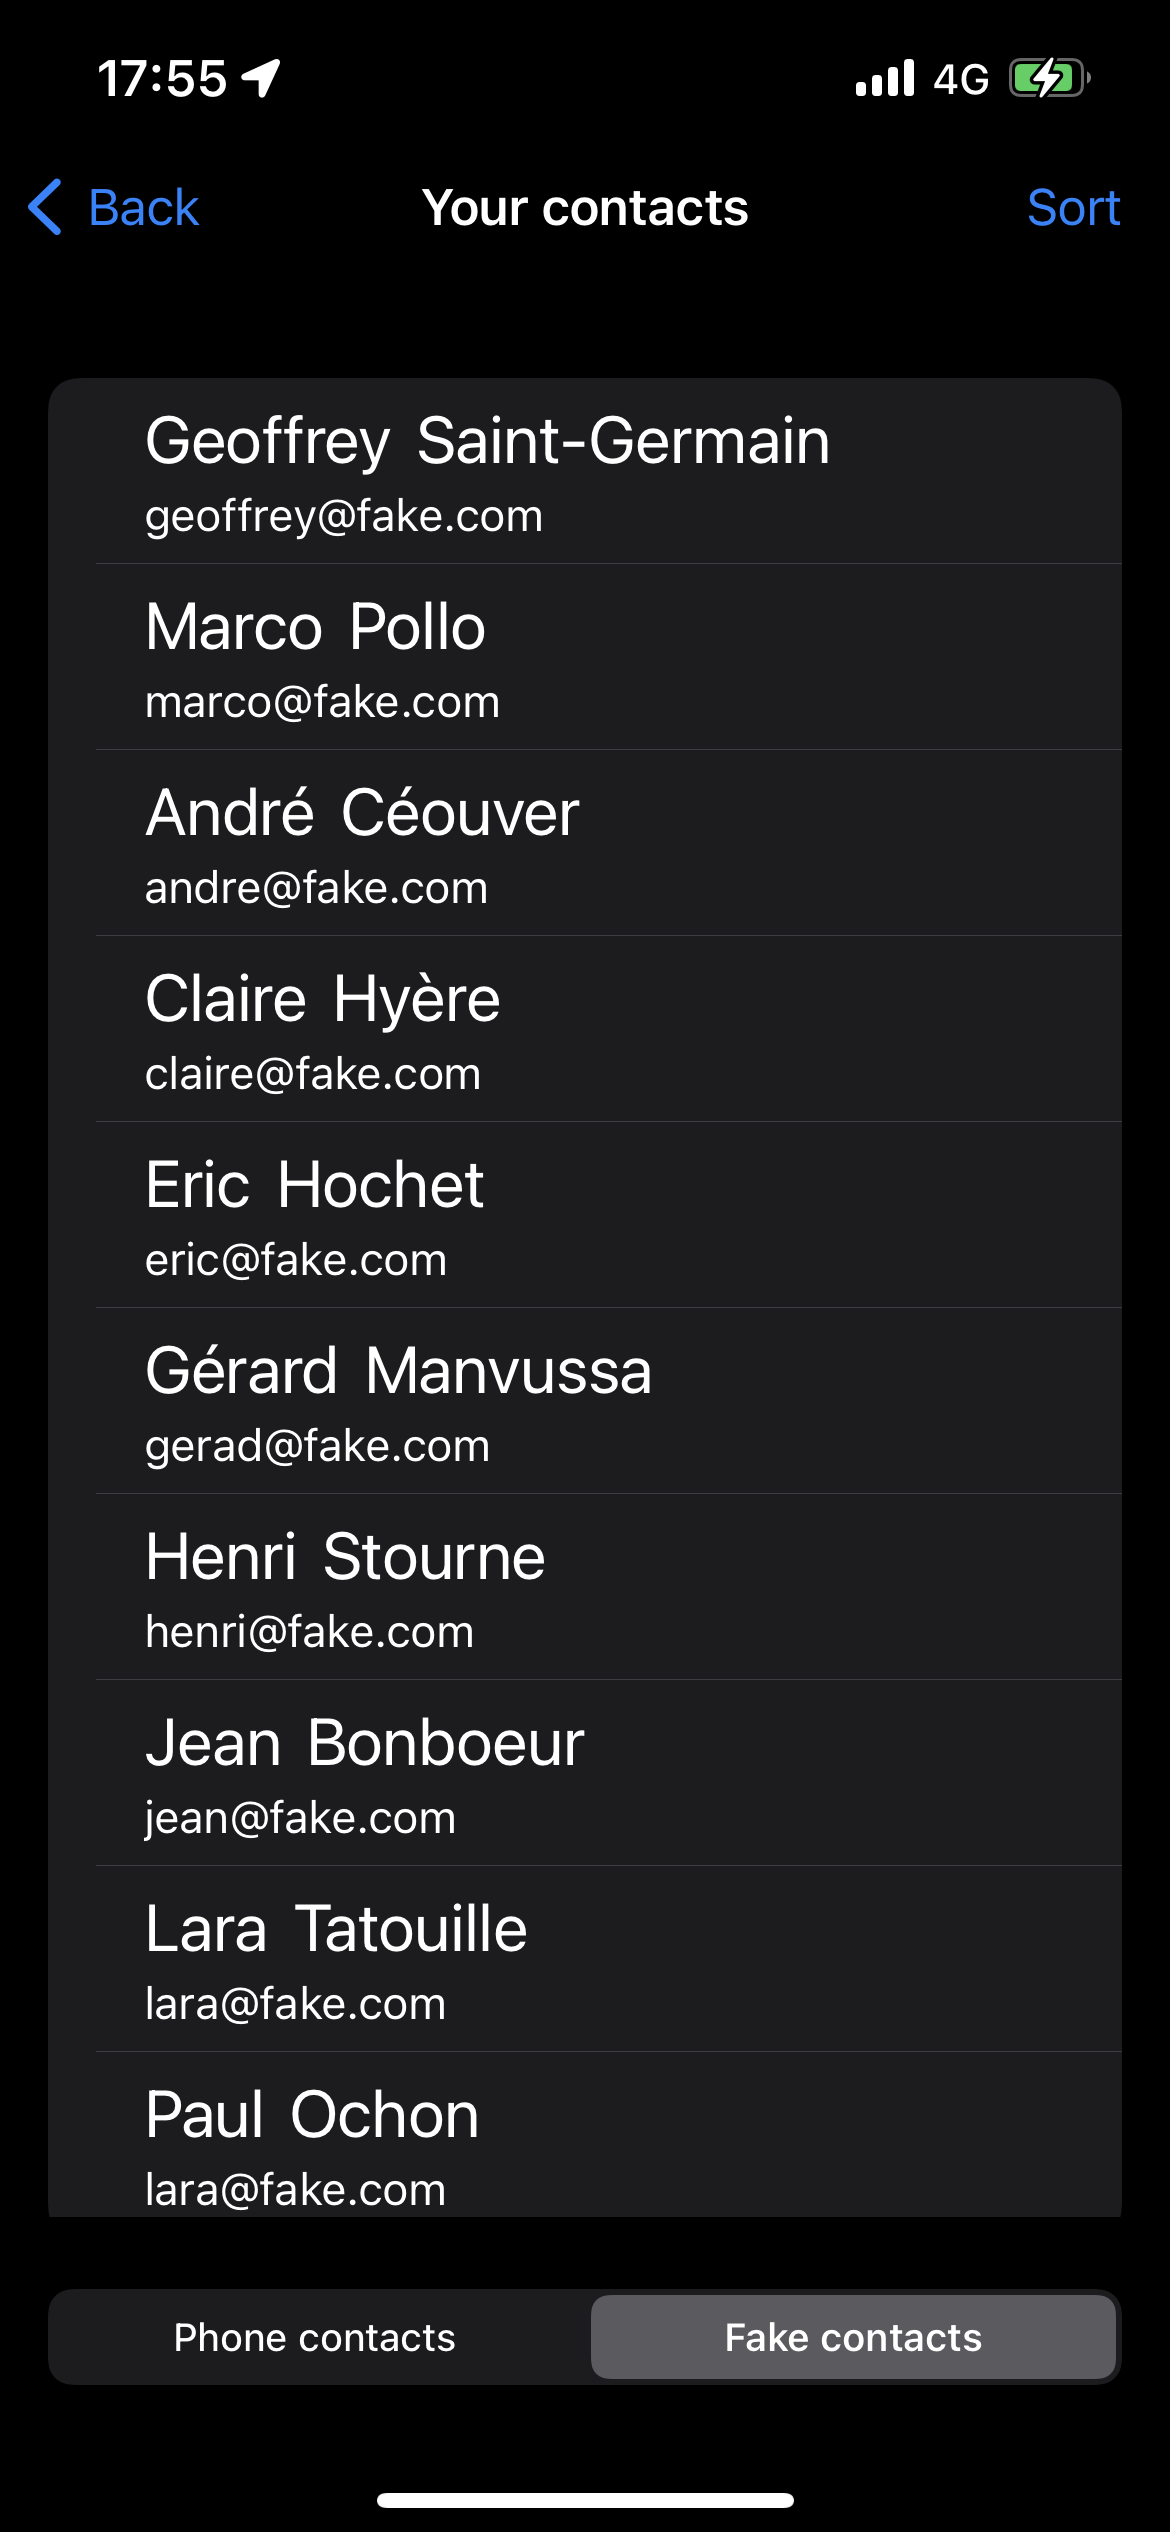 17:55 4G
Back Your contacts Sort
Geoffrey Saint-Germain
geoffrey@fake.com
Marco Pollo
marco@fake.com
André Céouver
andre@fake.com
Claire Hyère
claire@fake.com
Eric Hochet
eric@fake.com
Gérard Manvussa
gerad@fake.com
Henri Stourne
henri@fake.com
Jean Bonboeur
jean@fake.com
Lara Tatouille
lara@fake.com
Paul Ochon
lara@fake.com
Phone contacts Fake contacts